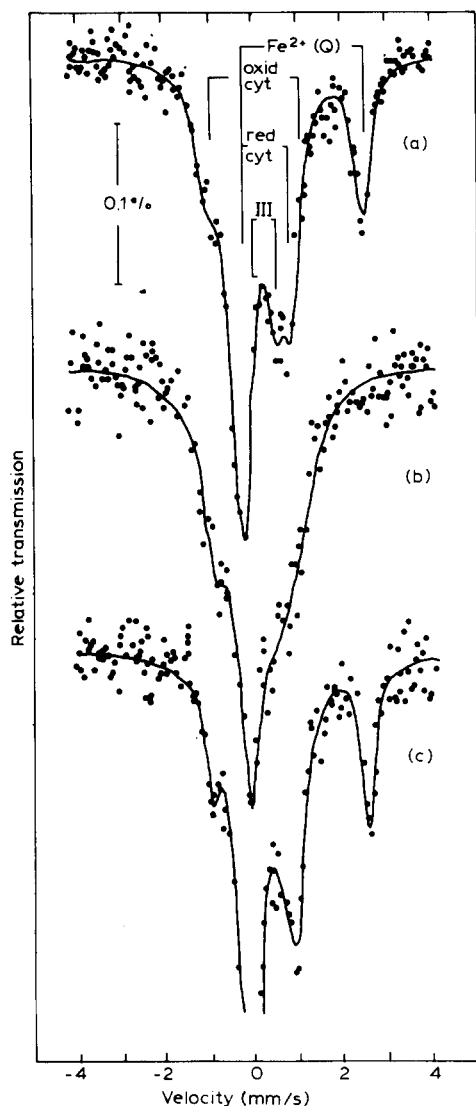 Fe²⁺ (Q)
oxid
cyt
red
cyt
III
(a)
0.1%
(b)
(c)
Relative transmission
-4 -2 0 2 4
Velocity (mm/s)